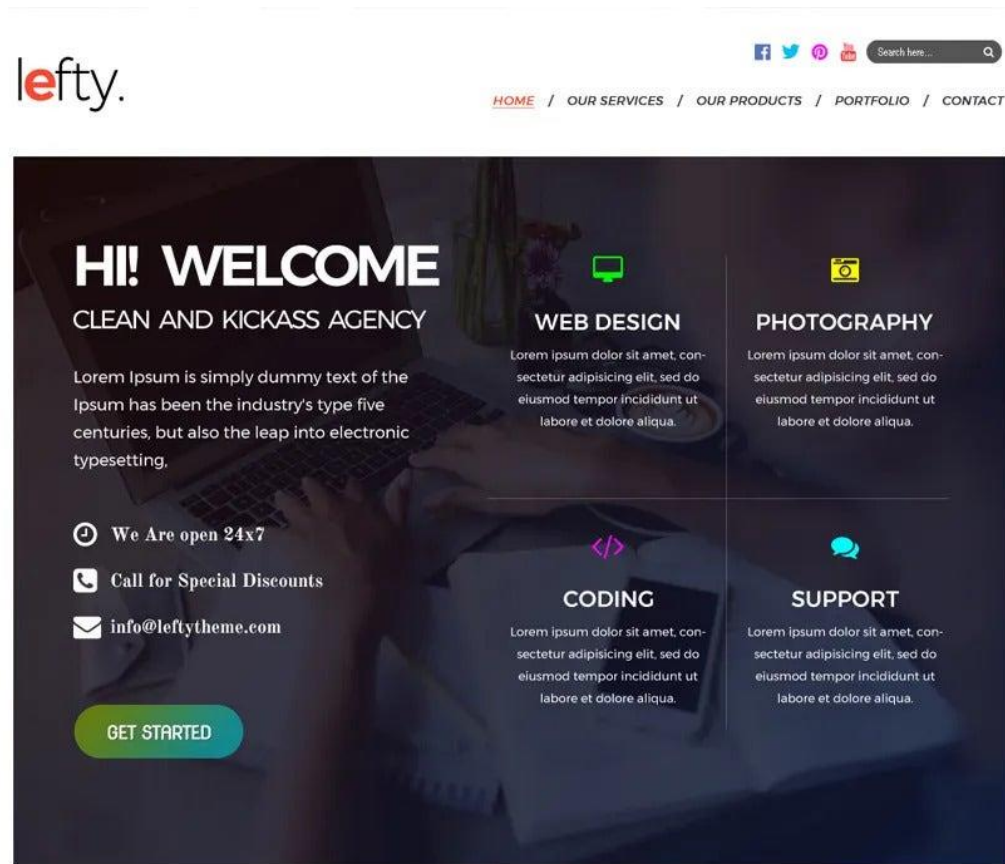 lefty.
You Tube
Search here...
HOME / OUR SERVICES / OUR PRODUCTS / PORTFOLIO / CONTACT
HI! WELCOME
CLEAN AND KICKASS AGENCY
Lorem Ipsum is simply dummy text of the
Ipsum has been the industry's type five
centuries, but also the leap into electronic
typesetting,
We Are open 24x7
Call for Special Discounts
info@leftytheme.com
GET STARTED
WEB DESIGN
Lorem ipsum dolor sit amet, con-
sectetur adipisicing elit, sed do
eiusmod tempor incididunt ut
labore et dolore aliqua.
PHOTOGRAPHY
Lorem ipsum dolor sit amet, con-
sectetur adipisicing elit, sed do
eiusmod tempor incididunt ut
labore et dolore aliqua.
</>
CODING
Lorem ipsum dolor sit amet, con-
sectetur adipisicing elit, sed do
eiusmod tempor incididunt ut
labore et dolore aliqua.
SUPPORT
Lorem ipsum dolor sit amet, con-
sectetur adipisicing elit, sed do
eiusmod tempor incididunt ut
labore et dolore aliqua.